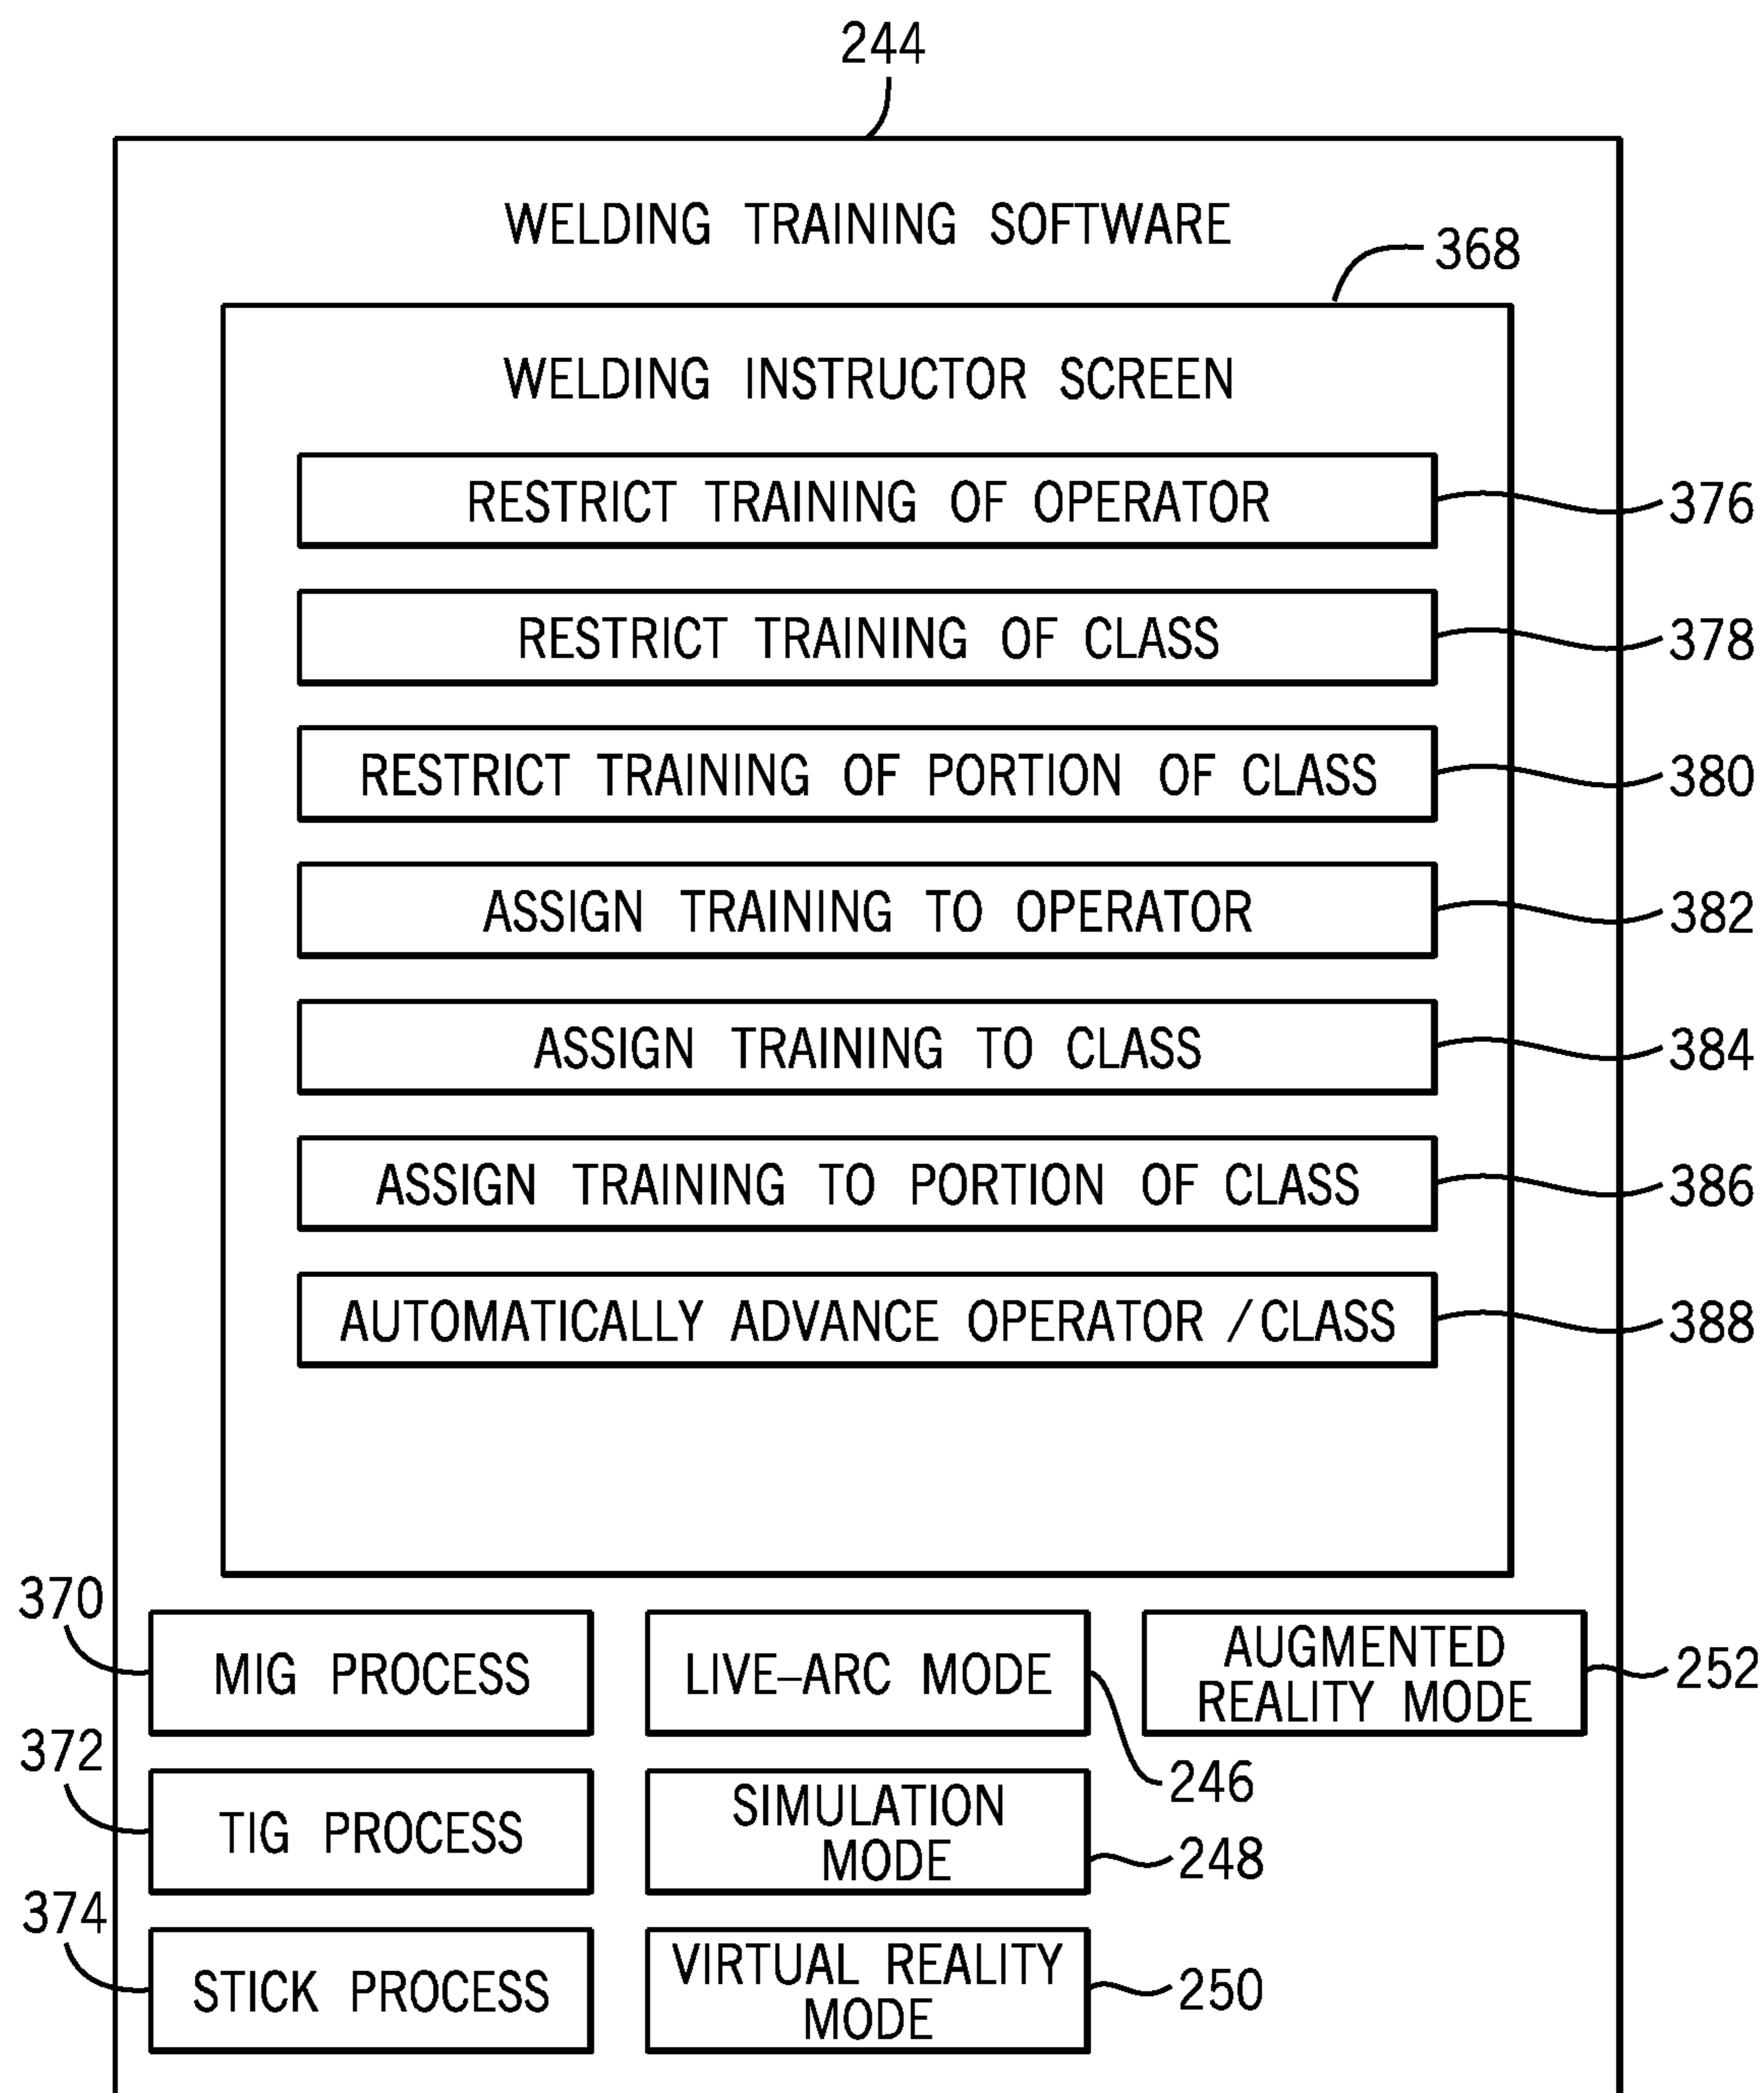 244
WELDING TRAINING SOFTWARE
368
WELDING INSTRUCTOR SCREEN
RESTRICT TRAINING OF OPERATOR
376
RESTRICT TRAINING OF CLASS
378
RESTRICT TRAINING OF PORTION OF CLASS
380
ASSIGN TRAINING TO OPERATOR
382
ASSIGN TRAINING TO CLASS
384
ASSIGN TRAINING TO PORTION OF CLASS
386
AUTOMATICALLY ADVANCE OPERATOR /CLASS
388
370
MIG PROCESS
LIVE–ARC MODE
246
AUGMENTED
REALITY MODE
252
372
TIG PROCESS
SIMULATION
MODE
248
374
STICK PROCESS
VIRTUAL REALITY
MODE
250